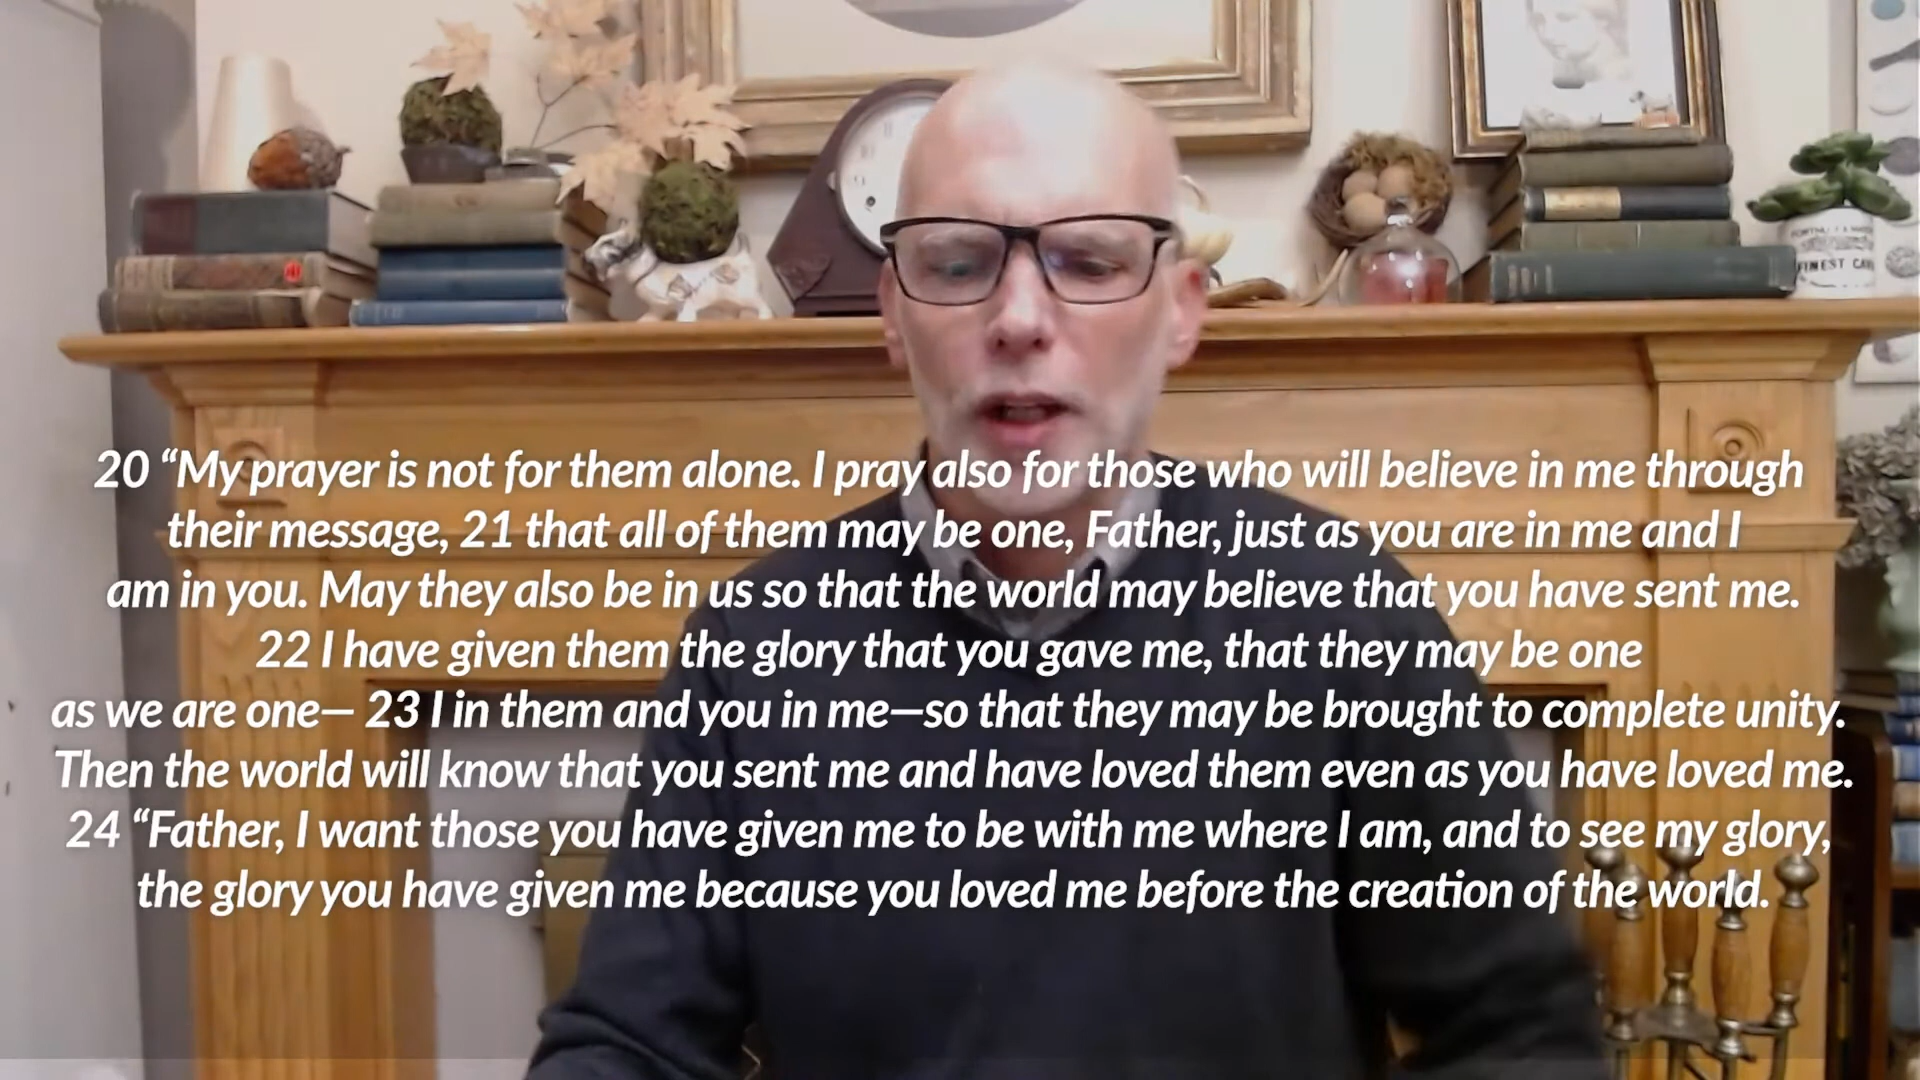 20 “My prayer is not for them alone. I pray also for those who will believe in me through
their message, 21 that all of them may be one, Father, just as you are in me and I
am in you. May they also be in us so that the world may believe that you have sent me.
22 I have given them the glory that you gave me, that they may be one
as we are one— 23 I in them and you in me—so that they may be brought to complete unity.
Then the world will know that you sent me and have loved them even as you have loved me.
24 “Father, I want those you have given me to be with me where I am, and to see my glory,
the glory you have given me because you loved me before the creation of the world.
FINEST